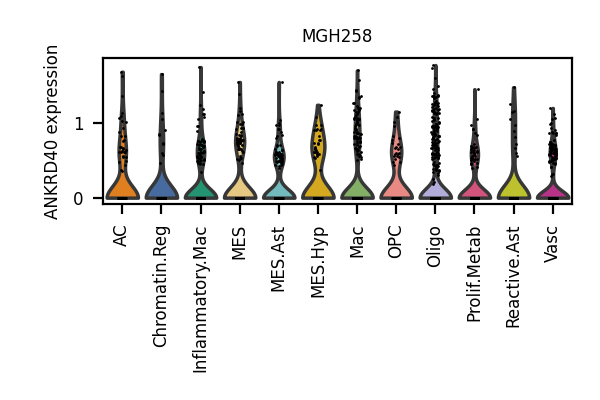 MGH258
ANKRD40 expression
1
0
AC
Chromatin.Reg
Inflammatory.Mac
MES
MES.Ast
MES.Hyp
Mac
OPC
Oligo
Prolif.Metab
Reactive.Ast
Vasc